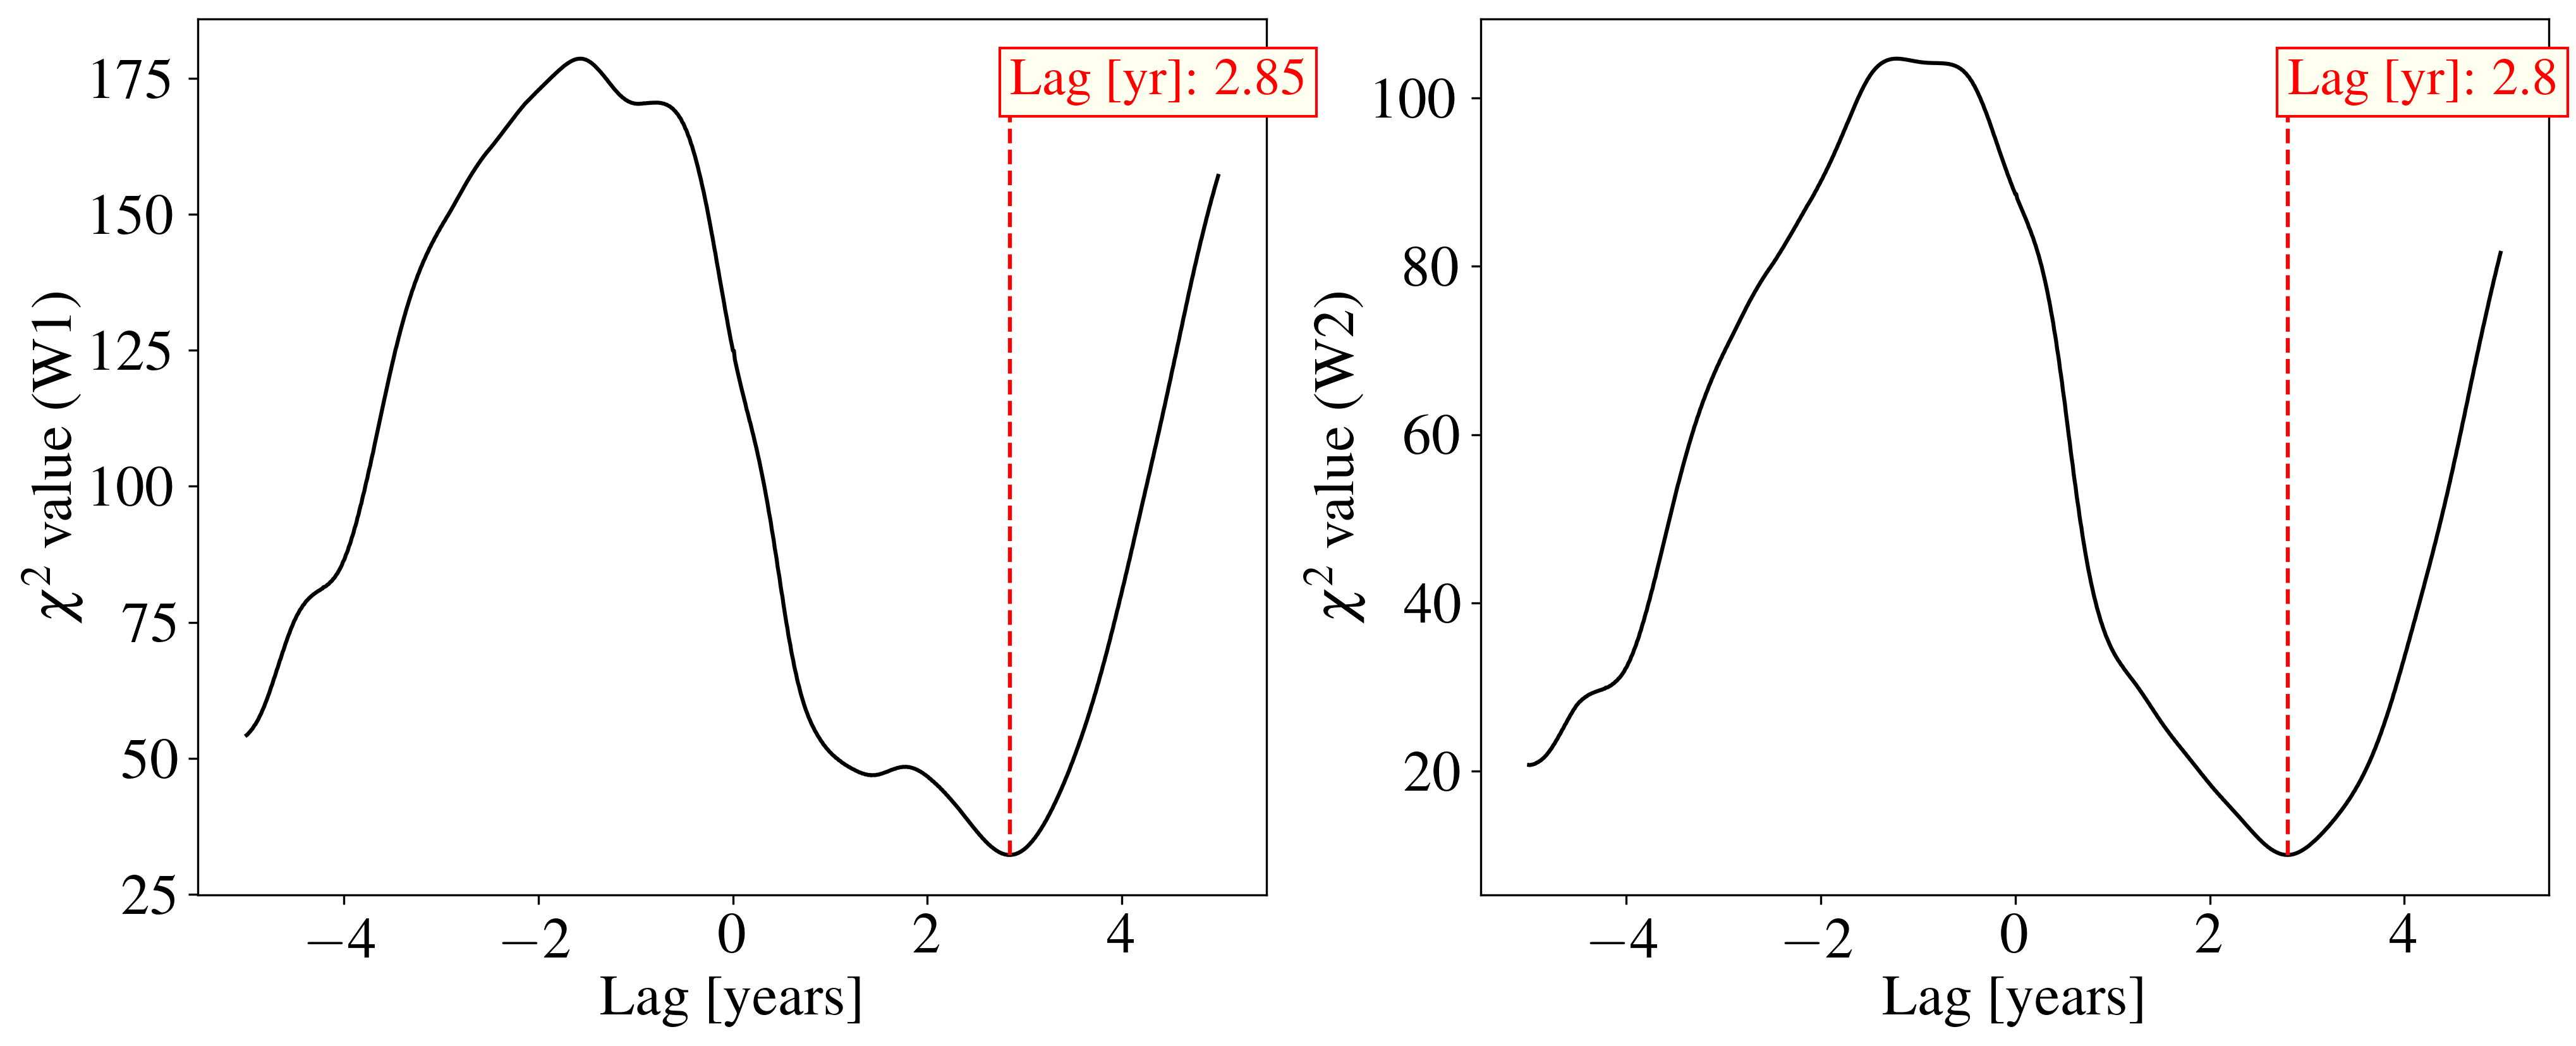 Lag [yr]: 2.85
175
150
125
100
75
50
25
χ² value (W1)
−4 −2 0 2 4
Lag [years]
Lag [yr]: 2.8
100
80
60
40
20
χ² value (W2)
−4 −2 0 2 4
Lag [years]